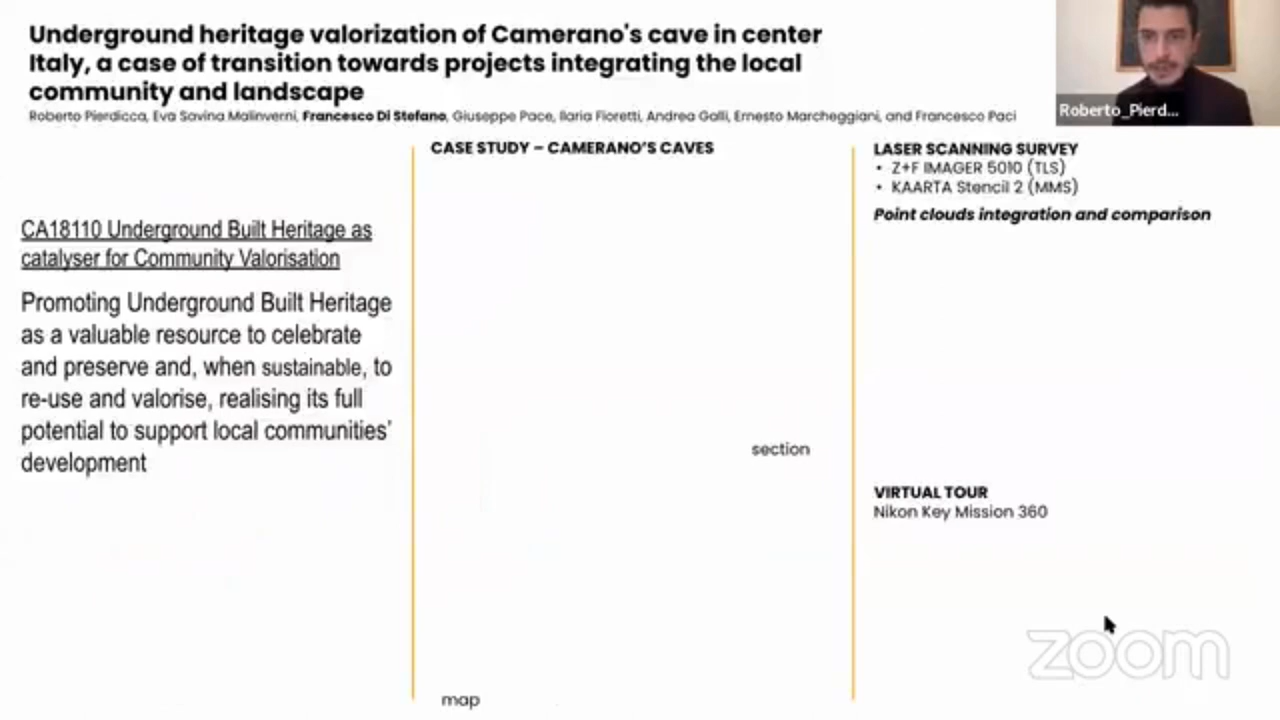 Underground heritage valorization of Camerano's cave in center
Italy, a case of transition towards projects integrating the local
community and landscape
Roberto Pierdicca, Eva Savina Malinverni, Francesco Di Stefano, Giuseppe Pace, Ilaria Fioretti, Andrea Galli, Ernesto Marcheggiani, and Francesco Paci
Roberto_Pierd...
CA18110 Underground Built Heritage as
catalyser for Community Valorisation
Promoting Underground Built Heritage
as a valuable resource to celebrate
and preserve and, when sustainable, to
re-use and valorise, realising its full
potential to support local communities’
development
CASE STUDY – CAMERANO’S CAVES
section
map
LASER SCANNING SURVEY
• Z+F IMAGER 5010 (TLS)
• KAARTA Stencil 2 (MMS)
Point clouds integration and comparison
VIRTUAL TOUR
Nikon Key Mission 360
zoom